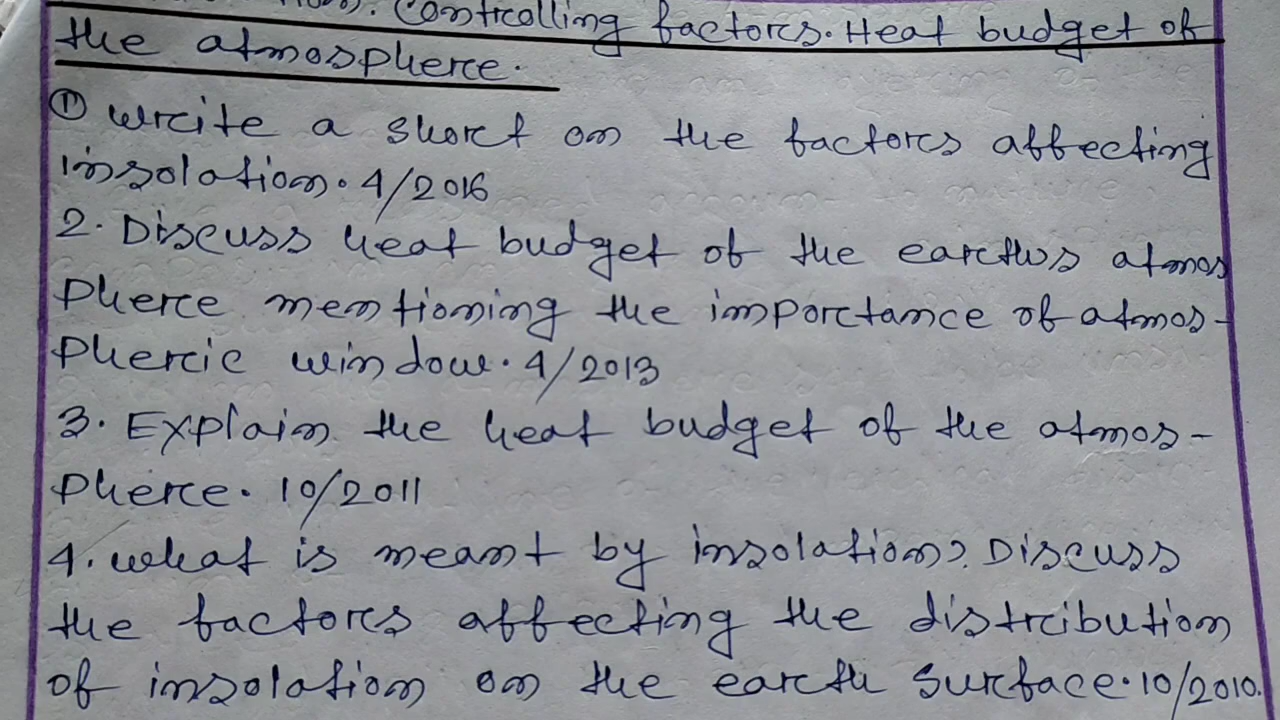 Controlling factors. Heat budget of
the atmosphere.
① Write a short on the factors affecting
insolation. 4/2016
2. Discuss heat budget of the earths atmos
phere mentioning the importance of atmos-
pheric window. 4/2013
3. Explain the heat budget of the atmos-
phere. 10/2011
4. What is meant by insolation? Discuss
the factors affecting the distribution
of insolation on the earth surface. 10/2010.